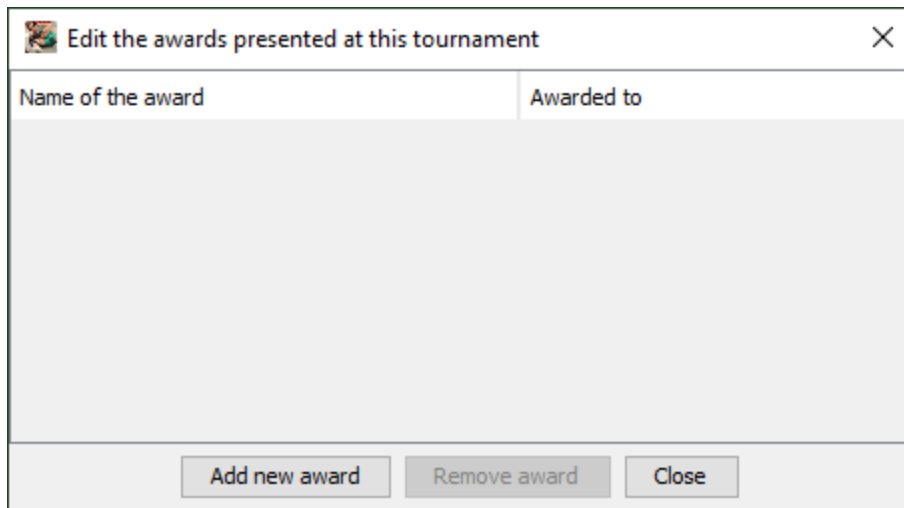 Edit the awards presented at this tournament
Name of the award Awarded to
Add new award Remove award Close